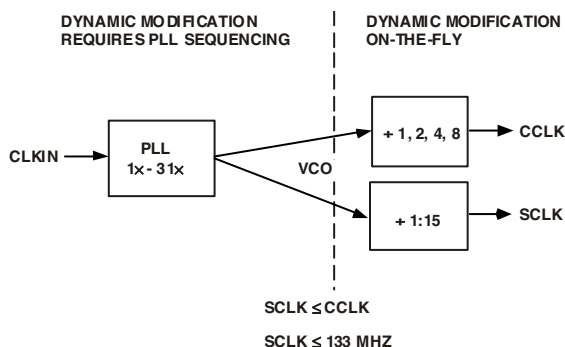 DYNAMIC MODIFICATION
REQUIRES PLL SEQUENCING
DYNAMIC MODIFICATION
ON-THE-FLY
CLKIN
PLL
1× - 31×
VCO
+ 1, 2, 4, 8
CCLK
+ 1:15
SCLK
SCLK ≤ CCLK
SCLK ≤ 133 MHZ